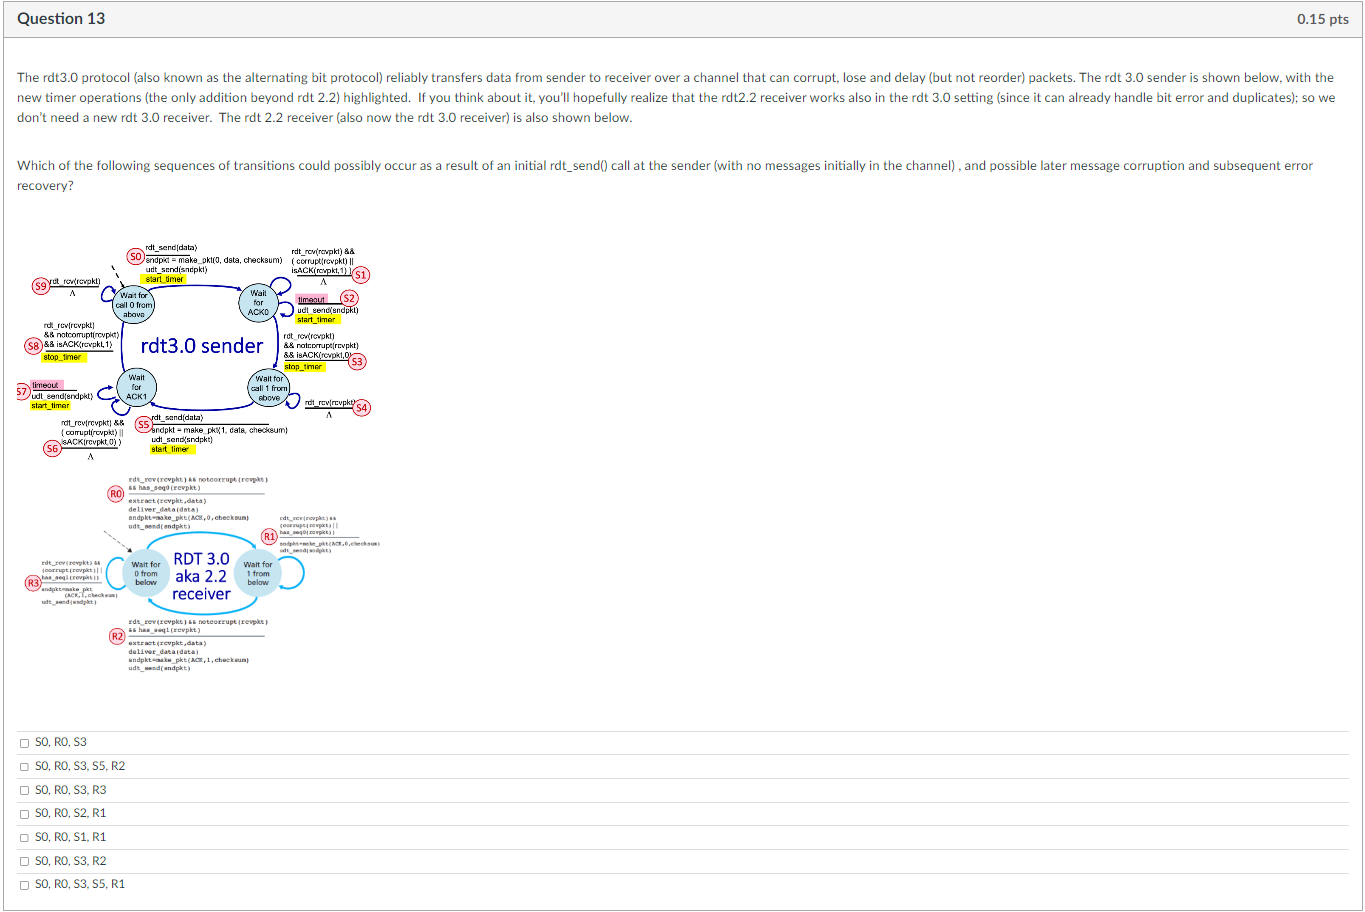 Question 13
0.15 pts
The rdt3.0 protocol (also known as the alternating bit protocol) reliably transfers data from sender to receiver over a channel that can corrupt, lose and delay (but not reorder) packets. The rdt 3.0 sender is shown below, with the
new timer operations (the only addition beyond rdt 2.2) highlighted. If you think about it, you'll hopefully realize that the rdt2.2 receiver works also in the rdt 3.0 setting (since it can already handle bit error and duplicates); so we
don't need a new rdt 3.0 receiver. The rdt 2.2 receiver (also now the rdt 3.0 receiver) is also shown below.
Which of the following sequences of transitions could possibly occur as a result of an initial rdt_send() call at the sender (with no messages initially in the channel) , and possible later message corruption and subsequent error
recovery?
S0
rdt_send(data)
sndpkt = make_pkt(0, data, checksum)
udt_send(sndpkt)
start_timer
rdt_rcv(rcvpkt) &&
( corrupt(rcvpkt) ||
isACK(rcvpkt,1) )
Λ
S1
S9
rdt_rcv(rcvpkt)
Λ
Wait for
call 0 from
above
Wait
for
ACK0
timeout
udt_send(sndpkt)
start_timer
S2
rdt_rcv(rcvpkt)
&& notcorrupt(rcvpkt)
&& isACK(rcvpkt,1)
stop_timer
S8
rdt3.0 sender
rdt_rcv(rcvpkt)
&& notcorrupt(rcvpkt)
&& isACK(rcvpkt,0)
stop_timer
S3
S7
timeout
udt_send(sndpkt)
start_timer
Wait
for
ACK1
Wait for
call 1 from
above
rdt_rcv(rcvpkt)
Λ
S4
rdt_rcv(rcvpkt) &&
( corrupt(rcvpkt) ||
isACK(rcvpkt,0) )
Λ
S6
S5
rdt_send(data)
sndpkt = make_pkt(1, data, checksum)
udt_send(sndpkt)
start_timer
R0
rdt_rcv(rcvpkt) && notcorrupt(rcvpkt)
&& has_seq0(rcvpkt)
extract(rcvpkt,data)
deliver_data(data)
sndpkt=make_pkt(ACK,0,checksum)
udt_send(sndpkt)
R1
rdt_rcv(rcvpkt) &&
(corrupt(rcvpkt) ||
has_seq0(rcvpkt))
sndpkt=make_pkt(ACK,0,checksum)
udt_send(sndpkt)
R3
rdt_rcv(rcvpkt) &&
(corrupt(rcvpkt) ||
has_seq1(rcvpkt))
sndpkt=make_pkt
(ACK,1,checksum)
udt_send(sndpkt)
Wait for
0 from
below
RDT 3.0
aka 2.2
receiver
Wait for
1 from
below
R2
rdt_rcv(rcvpkt) && notcorrupt(rcvpkt)
&& has_seq1(rcvpkt)
extract(rcvpkt,data)
deliver_data(data)
sndpkt=make_pkt(ACK,1,checksum)
udt_send(sndpkt)
S0, R0, S3
S0, R0, S3, S5, R2
S0, R0, S3, R3
S0, R0, S2, R1
S0, R0, S1, R1
S0, R0, S3, R2
S0, R0, S3, S5, R1